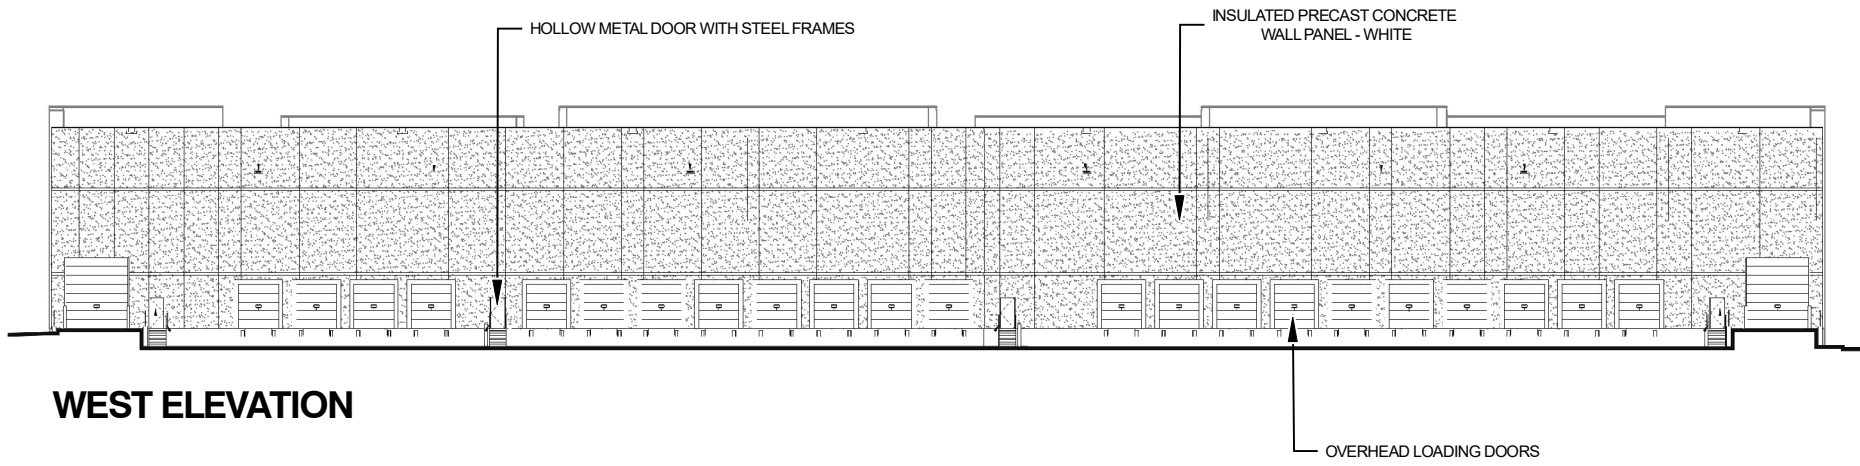 HOLLOW METAL DOOR WITH STEEL FRAMES
INSULATED PRECAST CONCRETE
WALL PANEL - WHITE
WEST ELEVATION
OVERHEAD LOADING DOORS